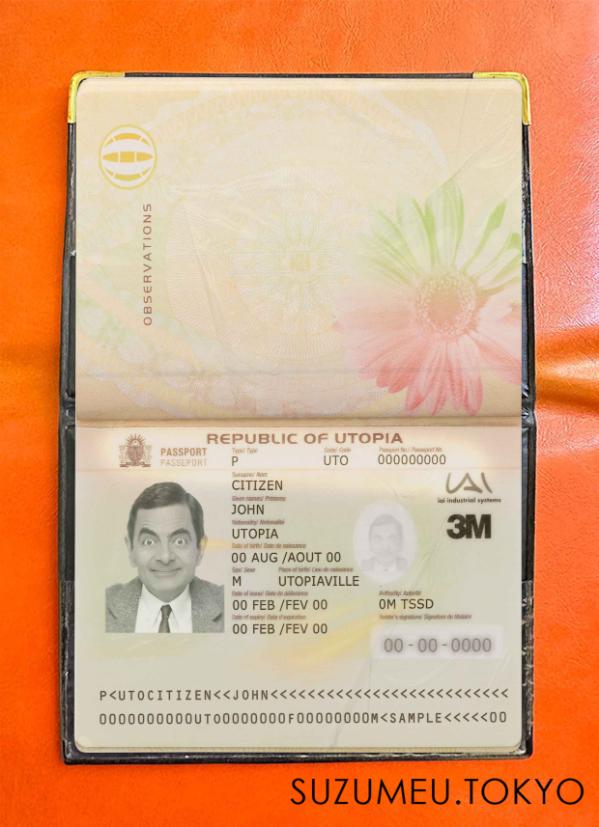 OBSERVATIONS
REPUBLIC OF UTOPIA
PASSPORT
PASSEPORT
Type/ Type
Code/ Code
Passport No./ Passeport No.
P
UTO
000000000
Surname/ Nom
CITIZEN
Given names/ Prénoms
JOHN
Nationality/ Nationalité
UTOPIA
Date of birth/ Date de naissance
00 AUG /AOUT 00
Sex/ Sexe
Place of birth/ Lieu de naissance
M
UTOPIAVILLE
Date of issue/ Date de délivrance
Authority/ Autorité
00 FEB /FEV 00
0M TSSD
Date of expiry/ Date d'expiration
Holder's signature/ Signature du titulaire
00 FEB /FEV 00
00-00-0000
IAI
iai industrial systems
3M
P<UTOCITIZEN<<JOHN<<<<<<<<<<<<<<<<<<<<<<<<<<
0000000000UTO0000000F00000000M<SAMPLE<<<<<00
SUZUMEU.TOKYO